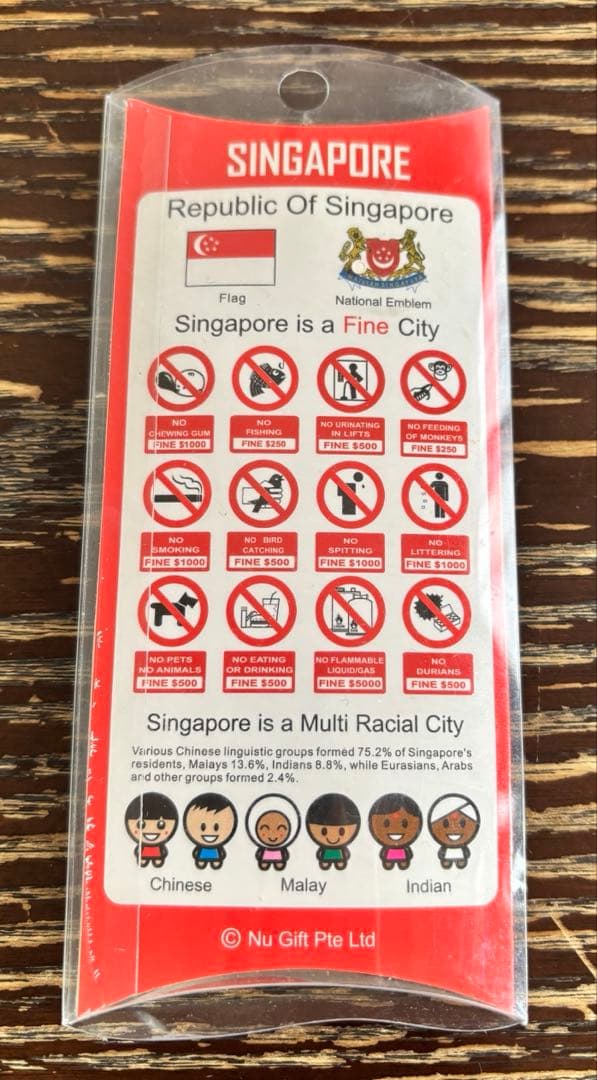 SINGAPORE
Republic Of Singapore
Flag
National Emblem
Singapore is a Fine City
NO
CHEWING GUM
FINE $1000
NO
FISHING
FINE $250
NO URINATING
IN LIFTS
FINE $500
NO FEEDING
OF MONKEYS
FINE $250
NO
SMOKING
FINE $1000
NO BIRD
CATCHING
FINE $500
NO
SPITTING
FINE $1000
NO
LITTERING
FINE $1000
NO PETS
NO ANIMALS
FINE $500
NO EATING
OR DRINKING
FINE $500
NO FLAMMABLE
LIQUID/GAS
FINE $5000
NO
DURIANS
FINE $500
Singapore is a Multi Racial City
Various Chinese linguistic groups formed 75.2% of Singapore's
residents, Malays 13.6%, Indians 8.8%, while Eurasians, Arabs
and other groups formed 2.4%.
Chinese
Malay
Indian
© Nu Gift Pte Ltd